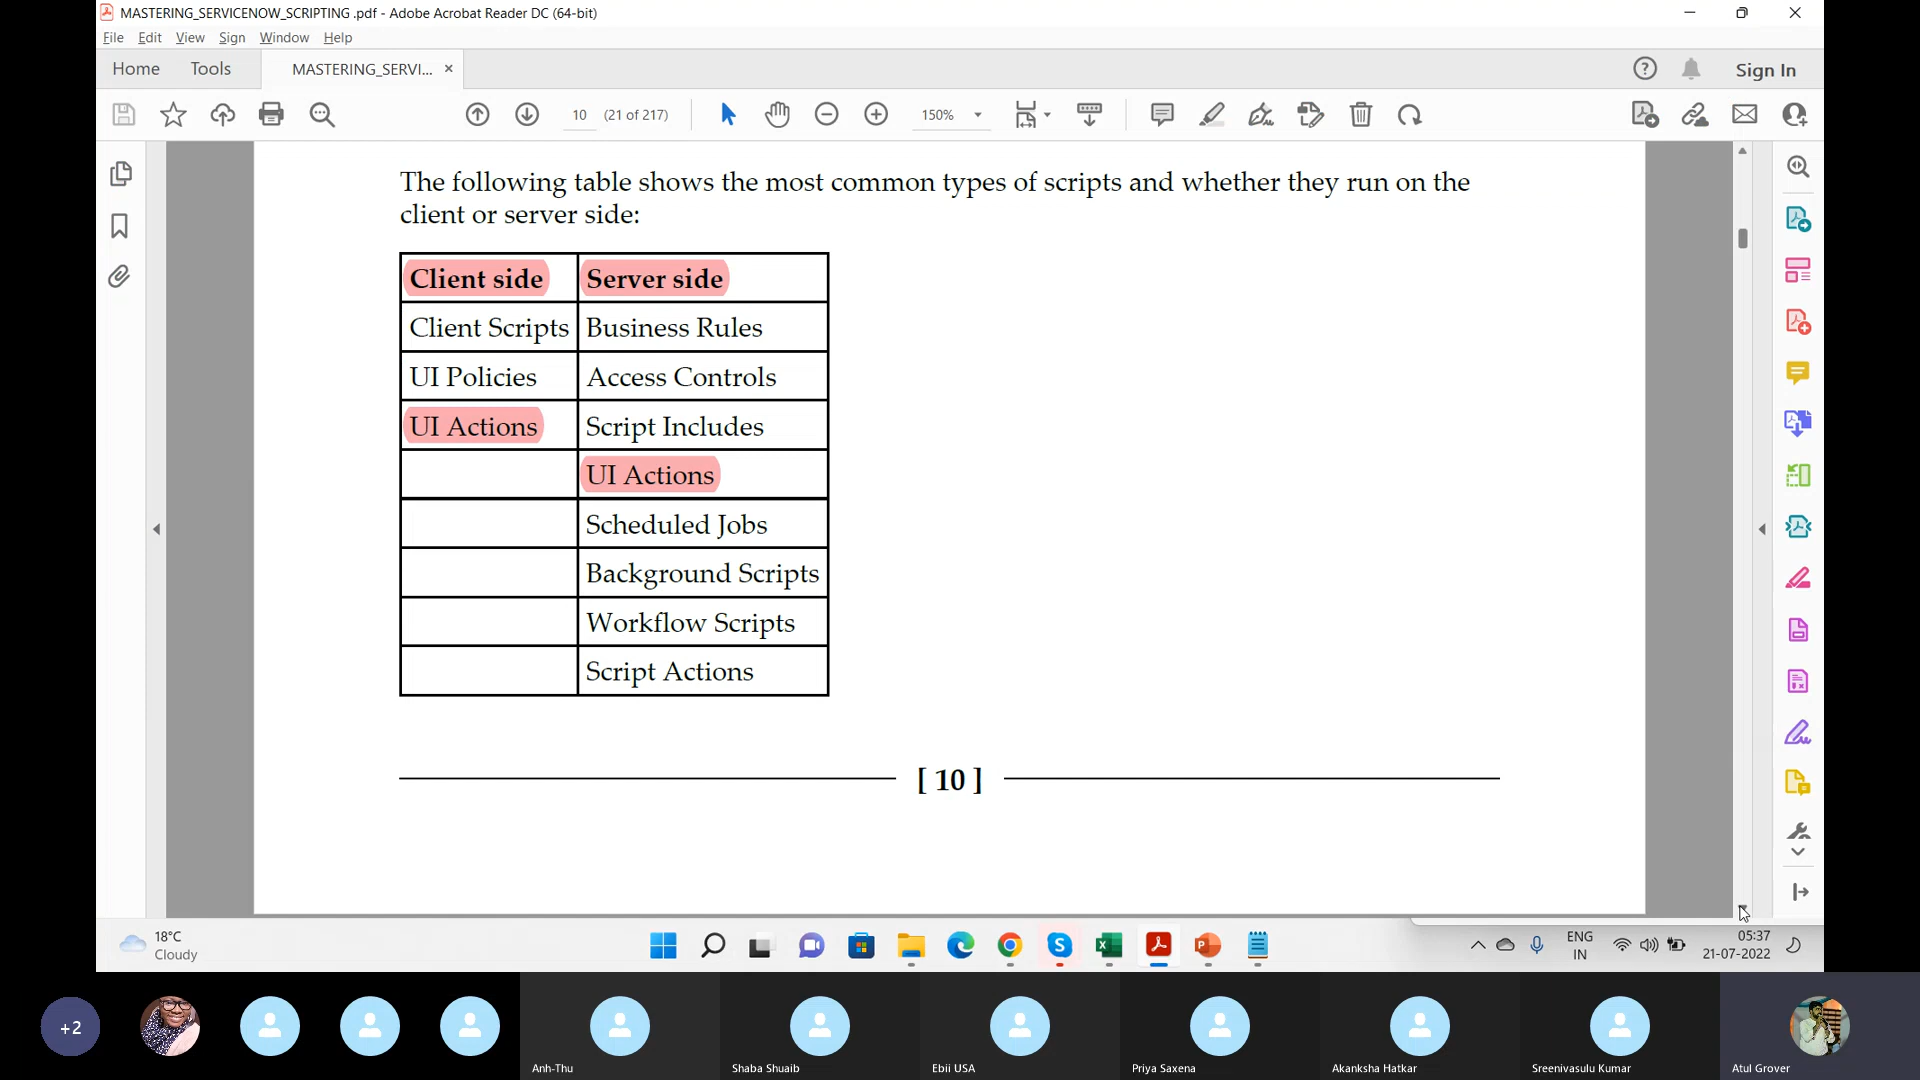 MASTERING_SERVICENOW_SCRIPTING .pdf - Adobe Acrobat Reader DC (64-bit)
File Edit View Sign Window Help
Home Tools MASTERING_SERVI... × Sign In
10 (21 of 217) 150%
The following table shows the most common types of scripts and whether they run on the
client or server side:
Client side Server side
Client Scripts Business Rules
UI Policies Access Controls
UI Actions Script Includes
UI Actions
Scheduled Jobs
Background Scripts
Workflow Scripts
Script Actions
[ 10 ]
18°C
Cloudy
ENG
IN
05:37
21-07-2022
+2
Anh-Thu
Shaba Shuaib
Ebii USA
Priya Saxena
Akanksha Hatkar
Sreenivasulu Kumar
Atul Grover